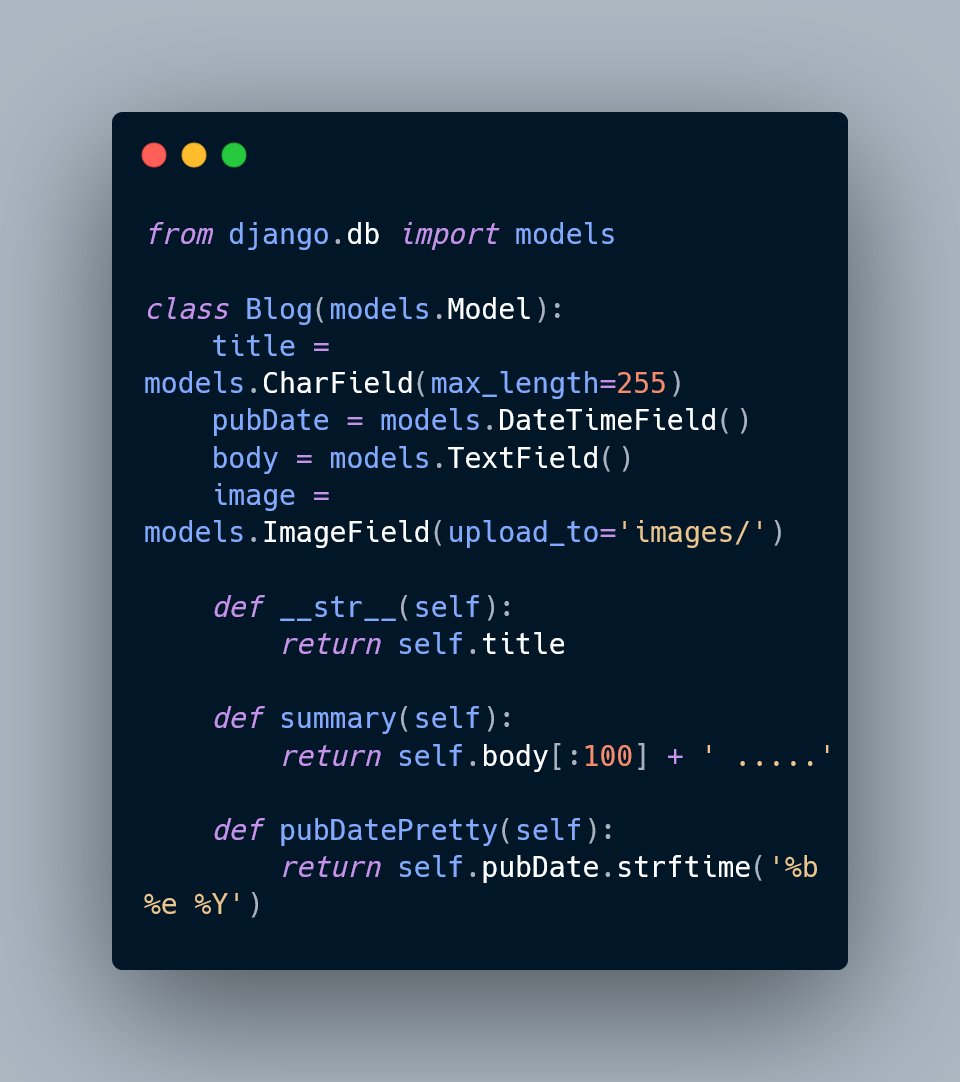 from django.db import models

class Blog(models.Model):
    title =
models.CharField(max_length=255)
    pubDate = models.DateTimeField()
    body = models.TextField()
    image =
models.ImageField(upload_to='images/')

    def __str__(self):
        return self.title

    def summary(self):
        return self.body[:100] + ' .....'

    def pubDatePretty(self):
        return self.pubDate.strftime('%b
%e %Y')